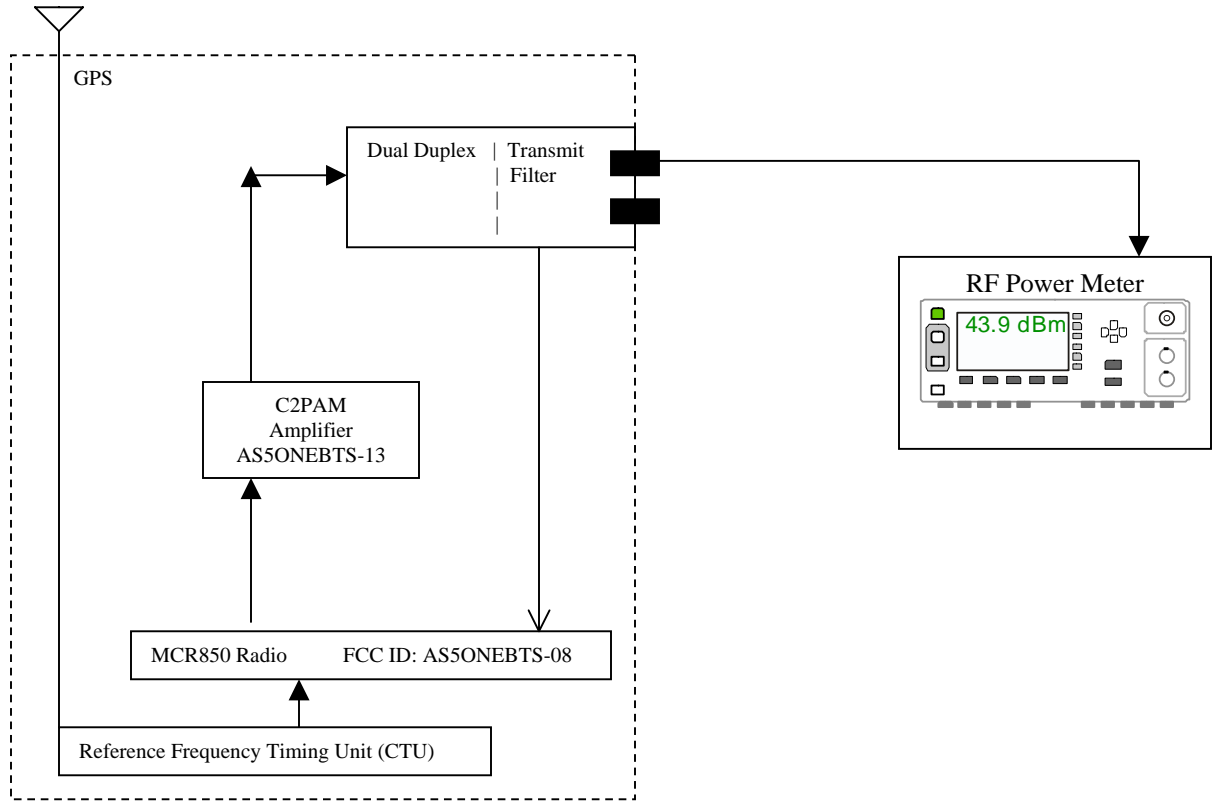 GPS
Dual Duplex | Transmit
| Filter
|
|
RF Power Meter
43.9 dBm
C2PAM
Amplifier
AS5ONEBTS-13
MCR850 Radio FCC ID: AS5ONEBTS-08
Reference Frequency Timing Unit (CTU)